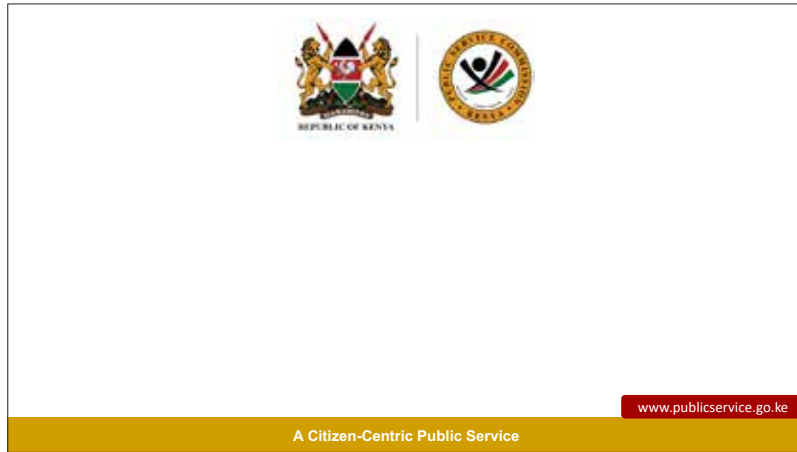 REPUBLIC OF KENYA
PUBLIC SERVICE COMMISSION
KENYA
www.publicservice.go.ke
A Citizen-Centric Public Service